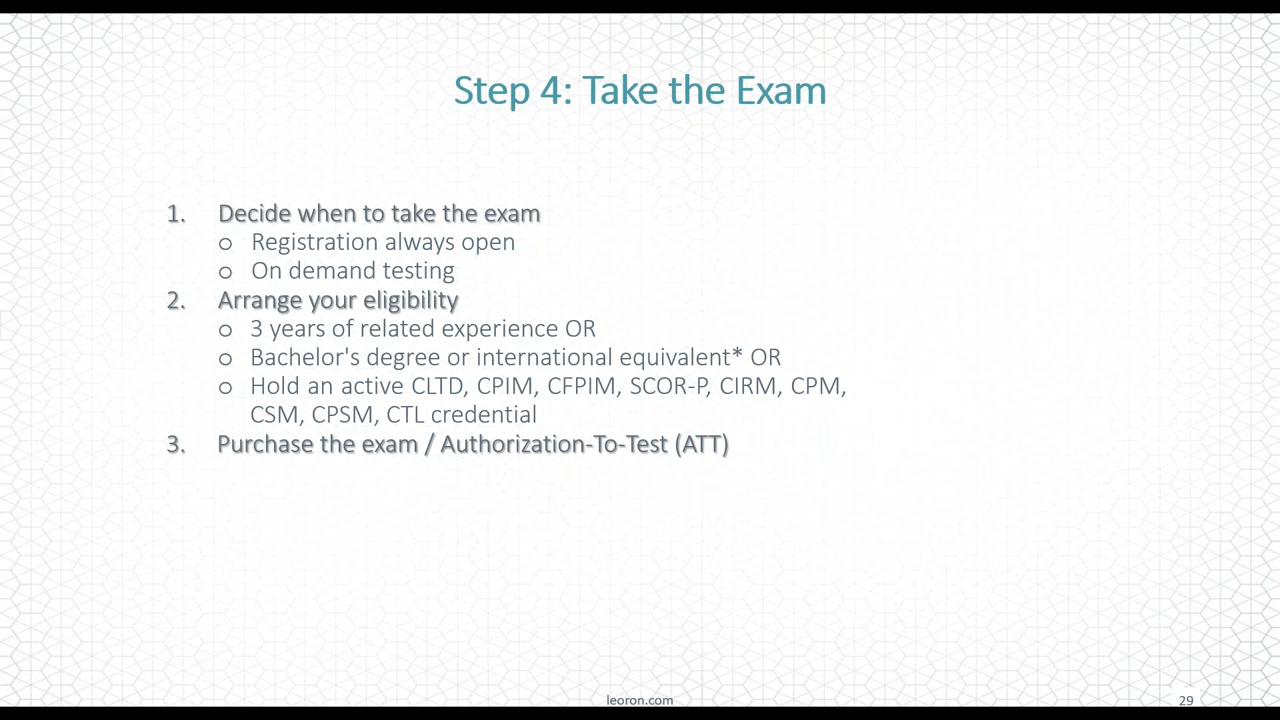 Step 4: Take the Exam
1. Decide when to take the exam
o Registration always open
o On demand testing
2. Arrange your eligibility
o 3 years of related experience OR
o Bachelor's degree or international equivalent* OR
o Hold an active CLTD, CPIM, CFPIM, SCOR-P, CIRM, CPM,
CSM, CPSM, CTL credential
3. Purchase the exam / Authorization-To-Test (ATT)
leoron.com
29